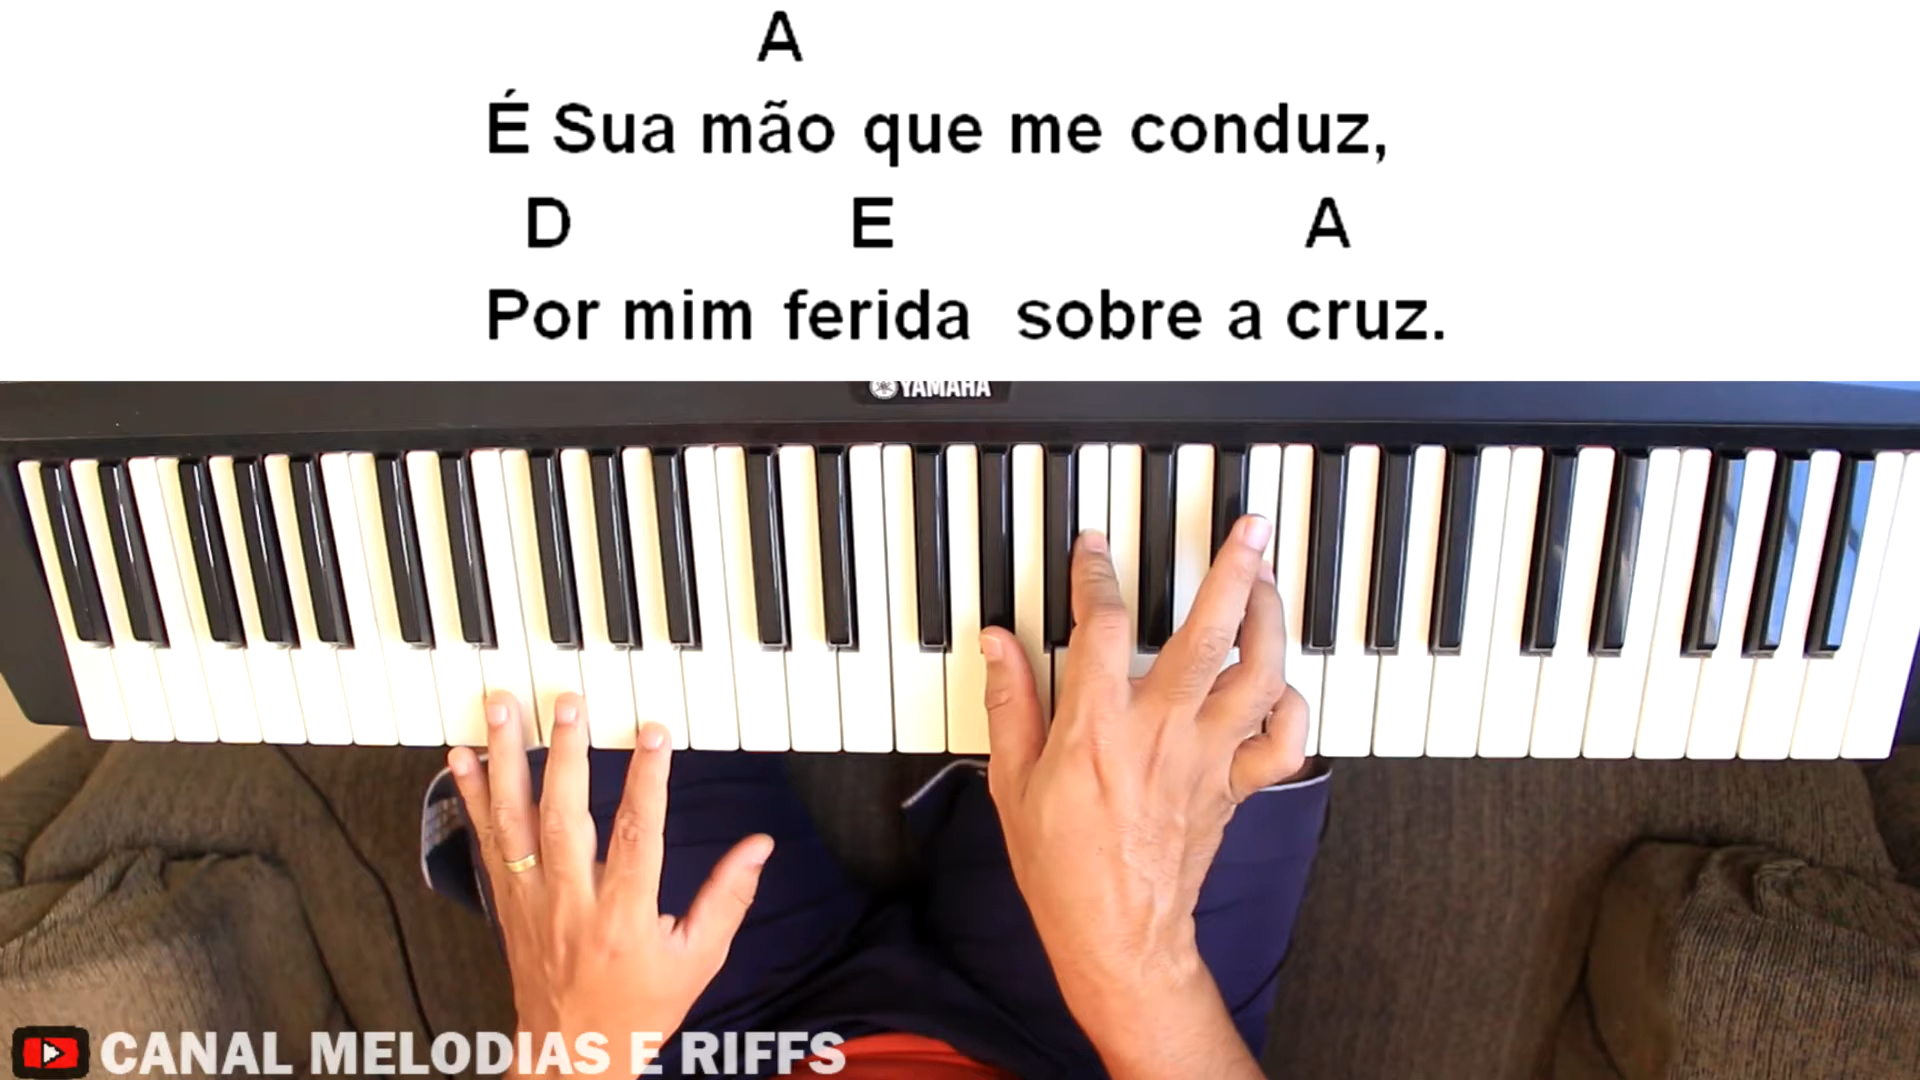 A
É Sua mão que me conduz,
D E A
Por mim ferida sobre a cruz.
YAMAHA
CANAL MELODIAS E RIFFS